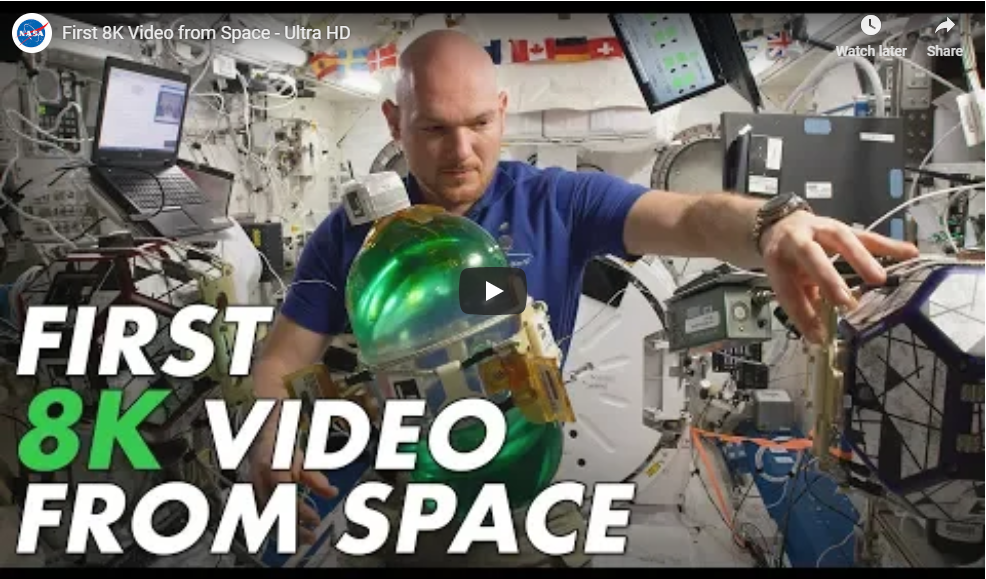 NASA
First 8K Video from Space - Ultra HD
Watch later
Share
FIRST
8K VIDEO
FROM SPACE